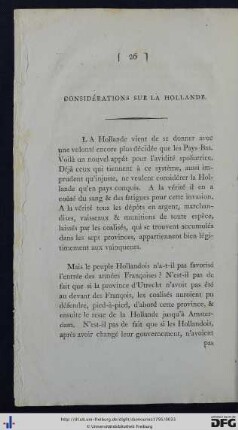 ( 26 )
CONSIDÉRATIONS SUR LA HOLLANDE.
LA Hollande vient de se donner avec
une volonté encore plus décidée que les Pays-Bas.
Voilà un nouvel appât pour l'avidité
Déjà ceux qui tiennent à ce système, aussi im-
prudent qu'injuste, ne veulent considérer la Hol-
lande qu'en pays conquis. A la vérité il en a
coûté du sang & des fatigues pour cette invasion.
A la vérité tous les dépôts en argent, marchan-
dises, vaisseaux & munitions de toute espèce,
laissés par les coalisés, qui se trouvent accumulés
dans les sept provinces, appartiennent bien légi-
timement aux vainqueurs.
Mais le peuple Hollandois n'a-t-il pas favorisé
l'entrée des armées Françoises ? N'est-il pas de
fait que si la province d'Utrecht n'avoit pas été
au devant des François, les coalisés auroient pu
défendre, pied-à-pied, d'abord cette province, &
ensuite le reste de la Hollande jusqu'à Amster-
dam. N'est-il pas de fait que si les Hollandois,
après avoir changé leur gouvernement, n'avoient
pas
© Universitätsbibliothek Freiburg
DFG